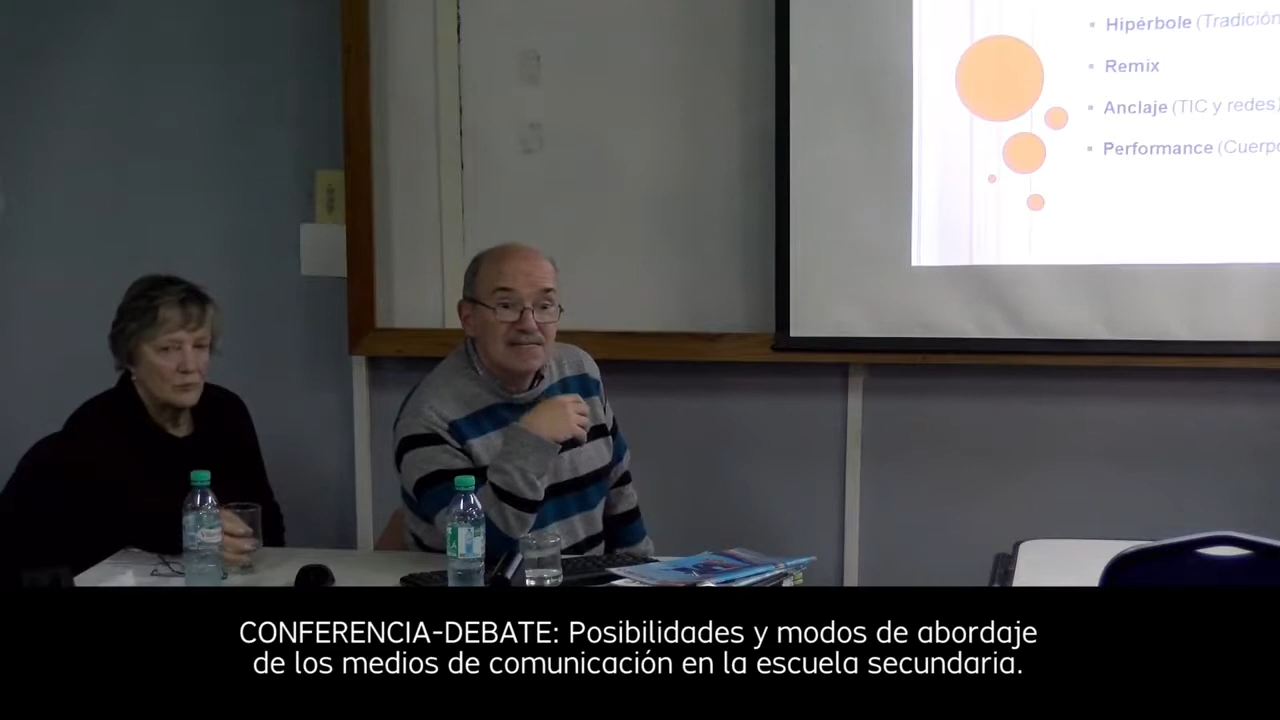 Hipérbole (Tradición
Remix
Anclaje (TIC y redes)
Performance (Cuerpo
CONFERENCIA-DEBATE: Posibilidades y modos de abordaje
de los medios de comunicación en la escuela secundaria.